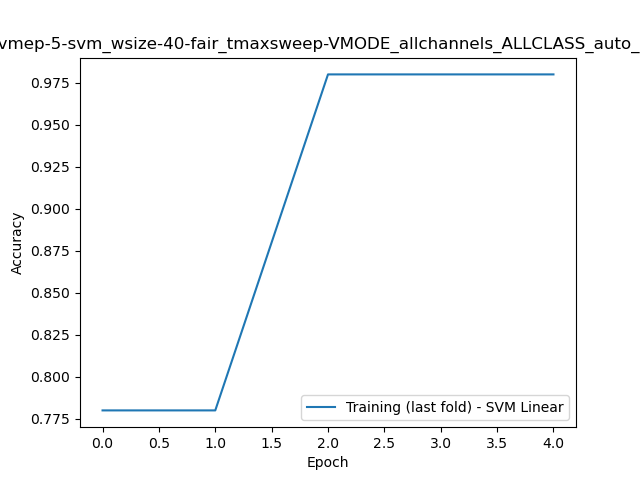 vmep-5-svm_wsize-40-fair_tmaxsweep-VMODE_allchannels_ALLCLASS_auto_
0.975
0.950
0.925
0.900
0.875
0.850
0.825
0.800
0.775
Accuracy
Training (last fold) - SVM Linear
0.0 0.5 1.0 1.5 2.0 2.5 3.0 3.5 4.0
Epoch